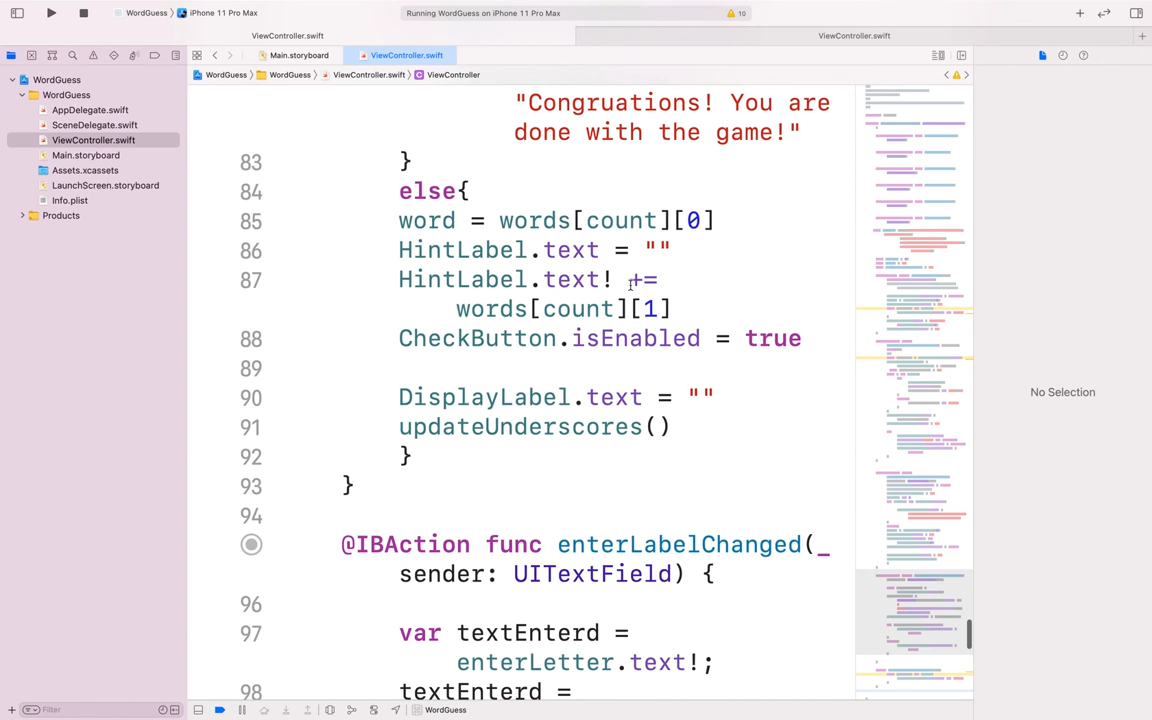 WordGuess
iPhone 11 Pro Max
Running WordGuess on iPhone 11 Pro Max
10
ViewController.swift
ViewController.swift
Main.storyboard
ViewController.swift
WordGuess
WordGuess
ViewController.swift
ViewController
WordGuess
WordGuess
AppDelegate.swift
SceneDelegate.swift
ViewController.swift
Main.storyboard
Assets.xcassets
LaunchScreen.storyboard
Info.plist
Products
"Congruations! You are
done with the game!"
83 }
84 else{
85 word = words[count][0]
86 HintLabel.text = ""
87 HintLabel.text! +=
words[count][1]
88 CheckButton.isEnabled = true
89
90 DisplayLabel.text = ""
91 updateUnderscores()
92 }
93 }
94
@IBAction func enterLabelChanged(_
sender: UITextField) {
96
97 var textEnterd =
enterLetter.text!;
98 textEnterd =
No Selection
Filter
WordGuess